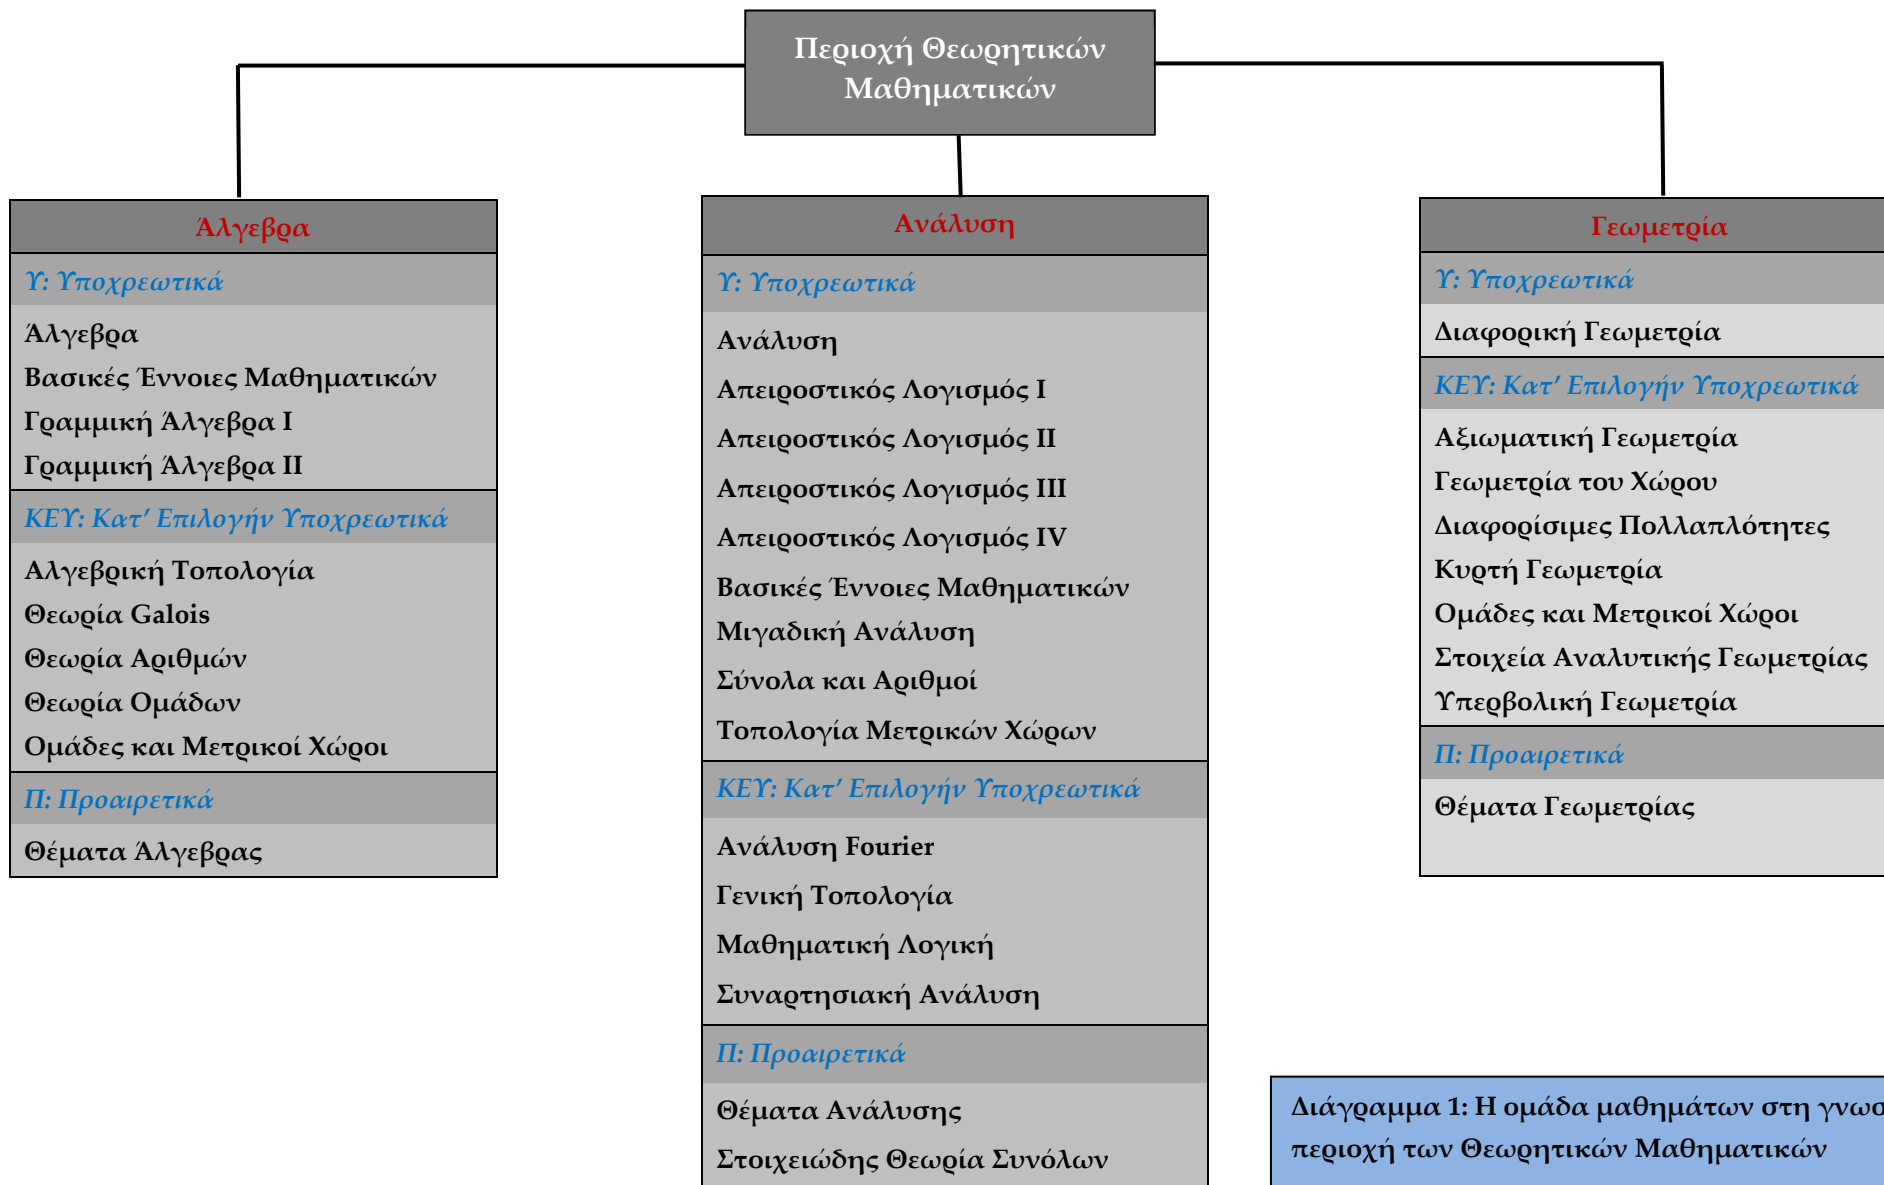 Περιοχή Θεωρητικών
Μαθηματικών
Άλγεβρα
Υ: Υποχρεωτικά
Άλγεβρα
Βασικές Έννοιες Μαθηματικών
Γραμμική Άλγεβρα Ι
Γραμμική Άλγεβρα ΙΙ
ΚΕΥ: Κατ’ Επιλογήν Υποχρεωτικά
Αλγεβρική Τοπολογία
Θεωρία Galois
Θεωρία Αριθμών
Θεωρία Ομάδων
Ομάδες και Μετρικοί Χώροι
Π: Προαιρετικά
Θέματα Άλγεβρας
Ανάλυση
Υ: Υποχρεωτικά
Ανάλυση
Απειροστικός Λογισμός Ι
Απειροστικός Λογισμός ΙΙ
Απειροστικός Λογισμός ΙΙΙ
Απειροστικός Λογισμός IV
Βασικές Έννοιες Μαθηματικών
Μιγαδική Ανάλυση
Σύνολα και Αριθμοί
Τοπολογία Μετρικών Χώρων
ΚΕΥ: Κατ’ Επιλογήν Υποχρεωτικά
Ανάλυση Fourier
Γενική Τοπολογία
Μαθηματική Λογική
Συναρτησιακή Ανάλυση
Π: Προαιρετικά
Θέματα Ανάλυσης
Στοιχειώδης Θεωρία Συνόλων
Γεωμετρία
Υ: Υποχρεωτικά
Διαφορική Γεωμετρία
ΚΕΥ: Κατ’ Επιλογήν Υποχρεωτικά
Αξιωματική Γεωμετρία
Γεωμετρία του Χώρου
Διαφορίσιμες Πολλαπλότητες
Κυρτή Γεωμετρία
Ομάδες και Μετρικοί Χώροι
Στοιχεία Αναλυτικής Γεωμετρίας
Υπερβολική Γεωμετρία
Π: Προαιρετικά
Θέματα Γεωμετρίας
Διάγραμμα 1: Η ομάδα μαθημάτων στη
περιοχή των Θεωρητικών Μαθηματικών